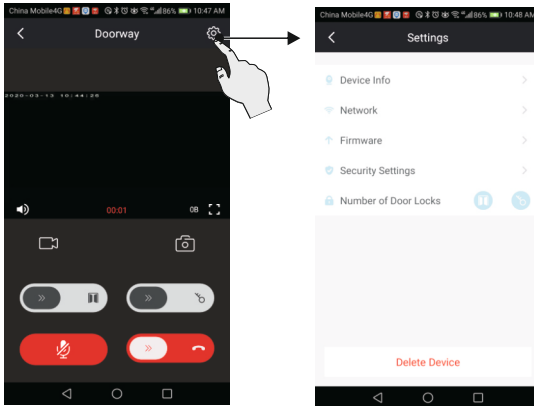 China Mobile4G 86% 10:47 AM
Doorway
2020-03-13 10:44:26
00:01
0B
China Mobile4G 86% 10:48 AM
Settings
Device Info
Network
Firmware
Security Settings
Number of Door Locks
Delete Device